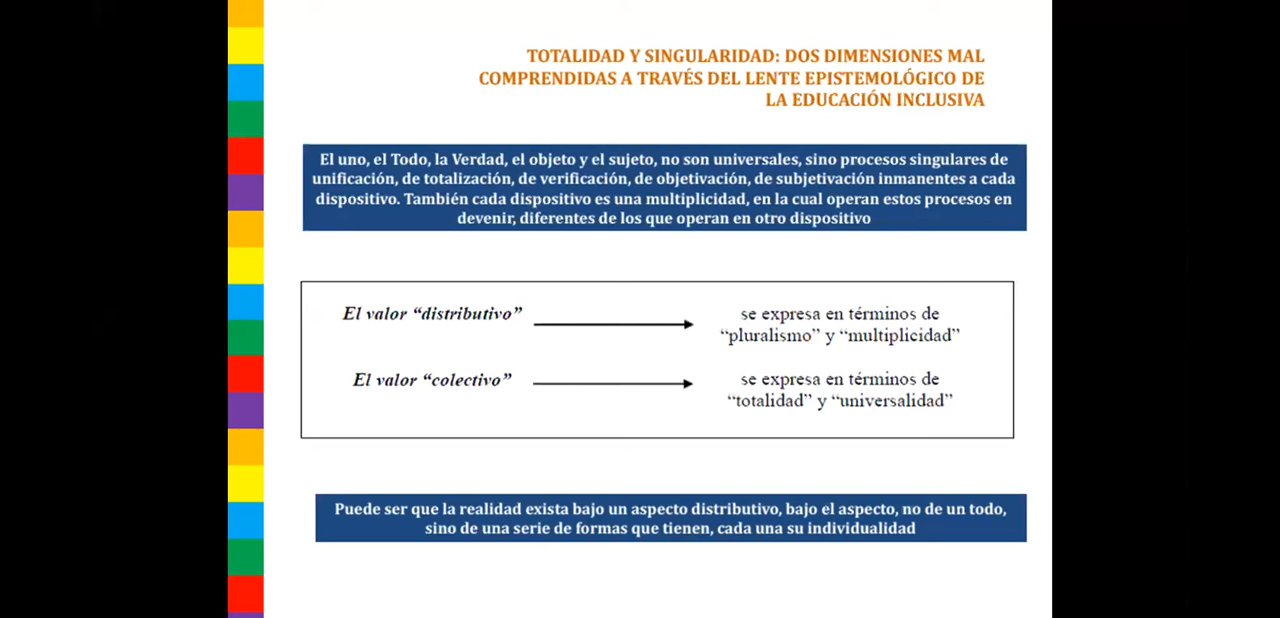 TOTALIDAD Y SINGULARIDAD: DOS DIMENSIONES MAL
COMPRENDIDAS A TRAVÉS DEL LENTE EPISTEMOLÓGICO DE
LA EDUCACIÓN INCLUSIVA
El uno, el Todo, la Verdad, el objeto y el sujeto, no son universales, sino procesos singulares de
unificación, de totalización, de verificación, de objetivación, de subjetivación inmanentes a cada
dispositivo. También cada dispositivo es una multiplicidad, en la cual operan estos procesos en
devenir, diferentes de los que operan en otro dispositivo
El valor “distributivo”
se expresa en términos de
“pluralismo” y “multiplicidad”
El valor “colectivo”
se expresa en términos de
“totalidad” y “universalidad”
Puede ser que la realidad exista bajo un aspecto distributivo, bajo el aspecto, no de un todo,
sino de una serie de formas que tienen, cada una su individualidad